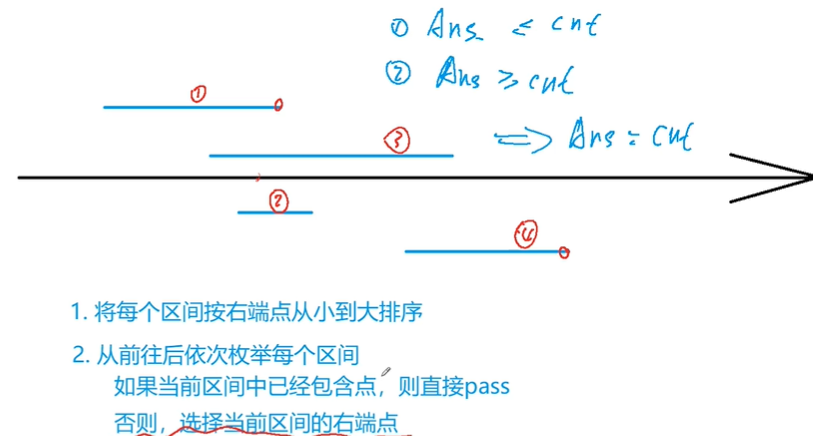 ① Ans ≤ cnt
② Ans ≥ cnt
①
③
⇒ Ans = cnt
②
④
1. 将每个区间按右端点从小到大排序
2. 从前往后依次枚举每个区间
如果当前区间中已经包含点，则直接pass
否则，选择当前区间的右端点